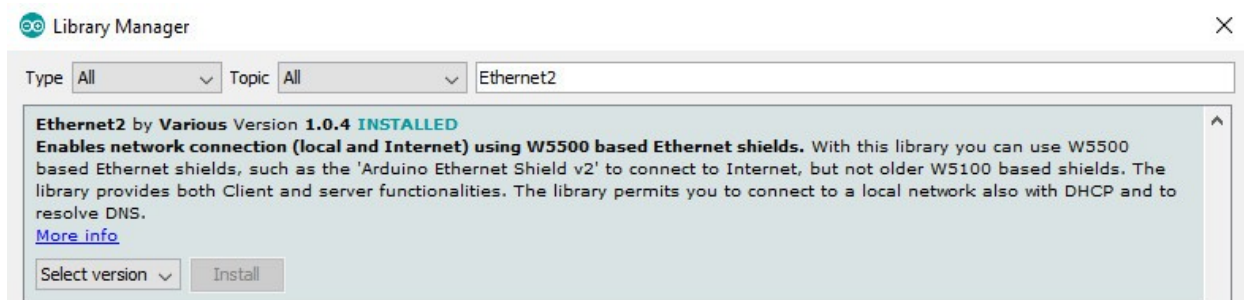 Library Manager
Type All Topic All Ethernet2
Ethernet2 by Various Version 1.0.4 INSTALLED
Enables network connection (local and Internet) using W5500 based Ethernet shields. With this library you can use W5500
based Ethernet shields, such as the 'Arduino Ethernet Shield v2' to connect to Internet, but not older W5100 based shields. The
library provides both Client and server functionalities. The library permits you to connect to a local network also with DHCP and to
resolve DNS.
More info
Select version Install